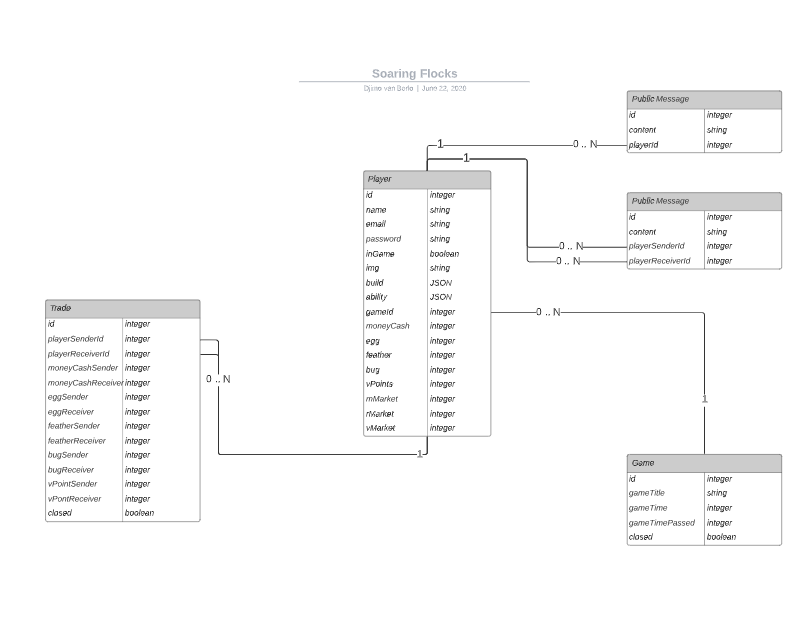 Soaring Flocks
Djimo van Borlo | June 22, 2020
Public Message
id integer
content string
playerId integer
1
0 .. N
1
Player
id integer
name string
email string
password string
inGame boolean
img string
build JSON
ability JSON
gameId integer
moneyCash integer
egg integer
feather integer
bug integer
vPoints integer
mMarket integer
rMarket integer
vMarket integer
Public Message
id integer
content string
playerSenderId integer
playerReceiverId integer
0 .. N
0 .. N
0 .. N
1
Trade
id integer
playerSenderId integer
playerReceiverId integer
moneyCashSender integer
moneyCashReceiver integer
eggSender integer
eggReceiver integer
featherSender integer
featherReceiver integer
bugSender integer
bugReceiver integer
vPointSender integer
vPontReceiver integer
closed boolean
0 .. N
1
Game
id integer
gameTitle string
gameTime integer
gameTimePassed integer
closed boolean